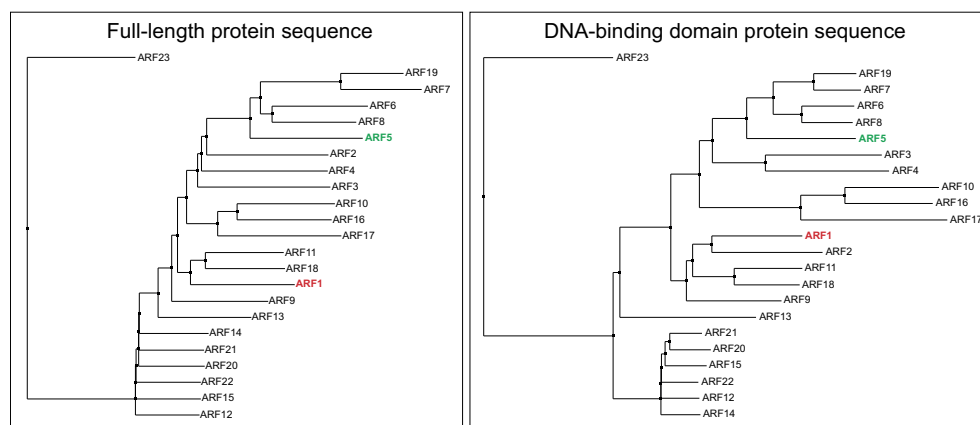 Full-length protein sequence
ARF23
ARF19
ARF7
ARF6
ARF8
ARF5
ARF2
ARF4
ARF3
ARF10
ARF16
ARF17
ARF11
ARF18
ARF1
ARF9
ARF13
ARF14
ARF21
ARF20
ARF22
ARF15
ARF12
DNA-binding domain protein sequence
ARF23
ARF19
ARF7
ARF6
ARF8
ARF5
ARF3
ARF4
ARF10
ARF16
ARF17
ARF1
ARF2
ARF11
ARF18
ARF9
ARF13
ARF21
ARF20
ARF15
ARF22
ARF12
ARF14